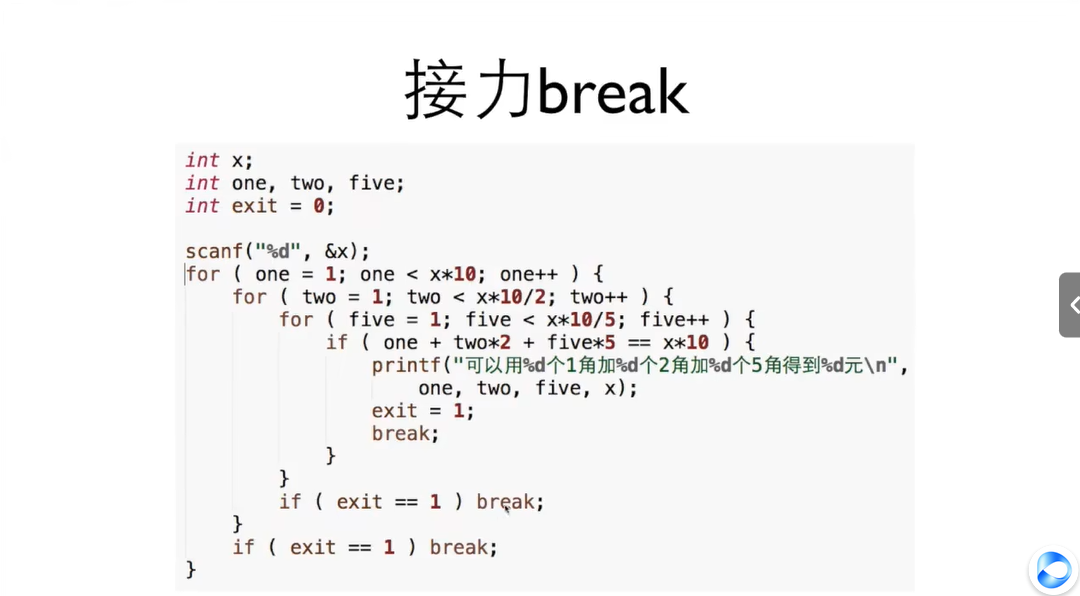 接力break
int x;
int one, two, five;
int exit = 0;
scanf("%d", &x);
for ( one = 1; one < x*10; one++ ) {
for ( two = 1; two < x*10/2; two++ ) {
for ( five = 1; five < x*10/5; five++ ) {
if ( one + two*2 + five*5 == x*10 ) {
printf("可以用%d个1角加%d个2角加%d个5角得到%d元\n",
one, two, five, x);
exit = 1;
break;
}
}
if ( exit == 1 ) break;
}
if ( exit == 1 ) break;
}